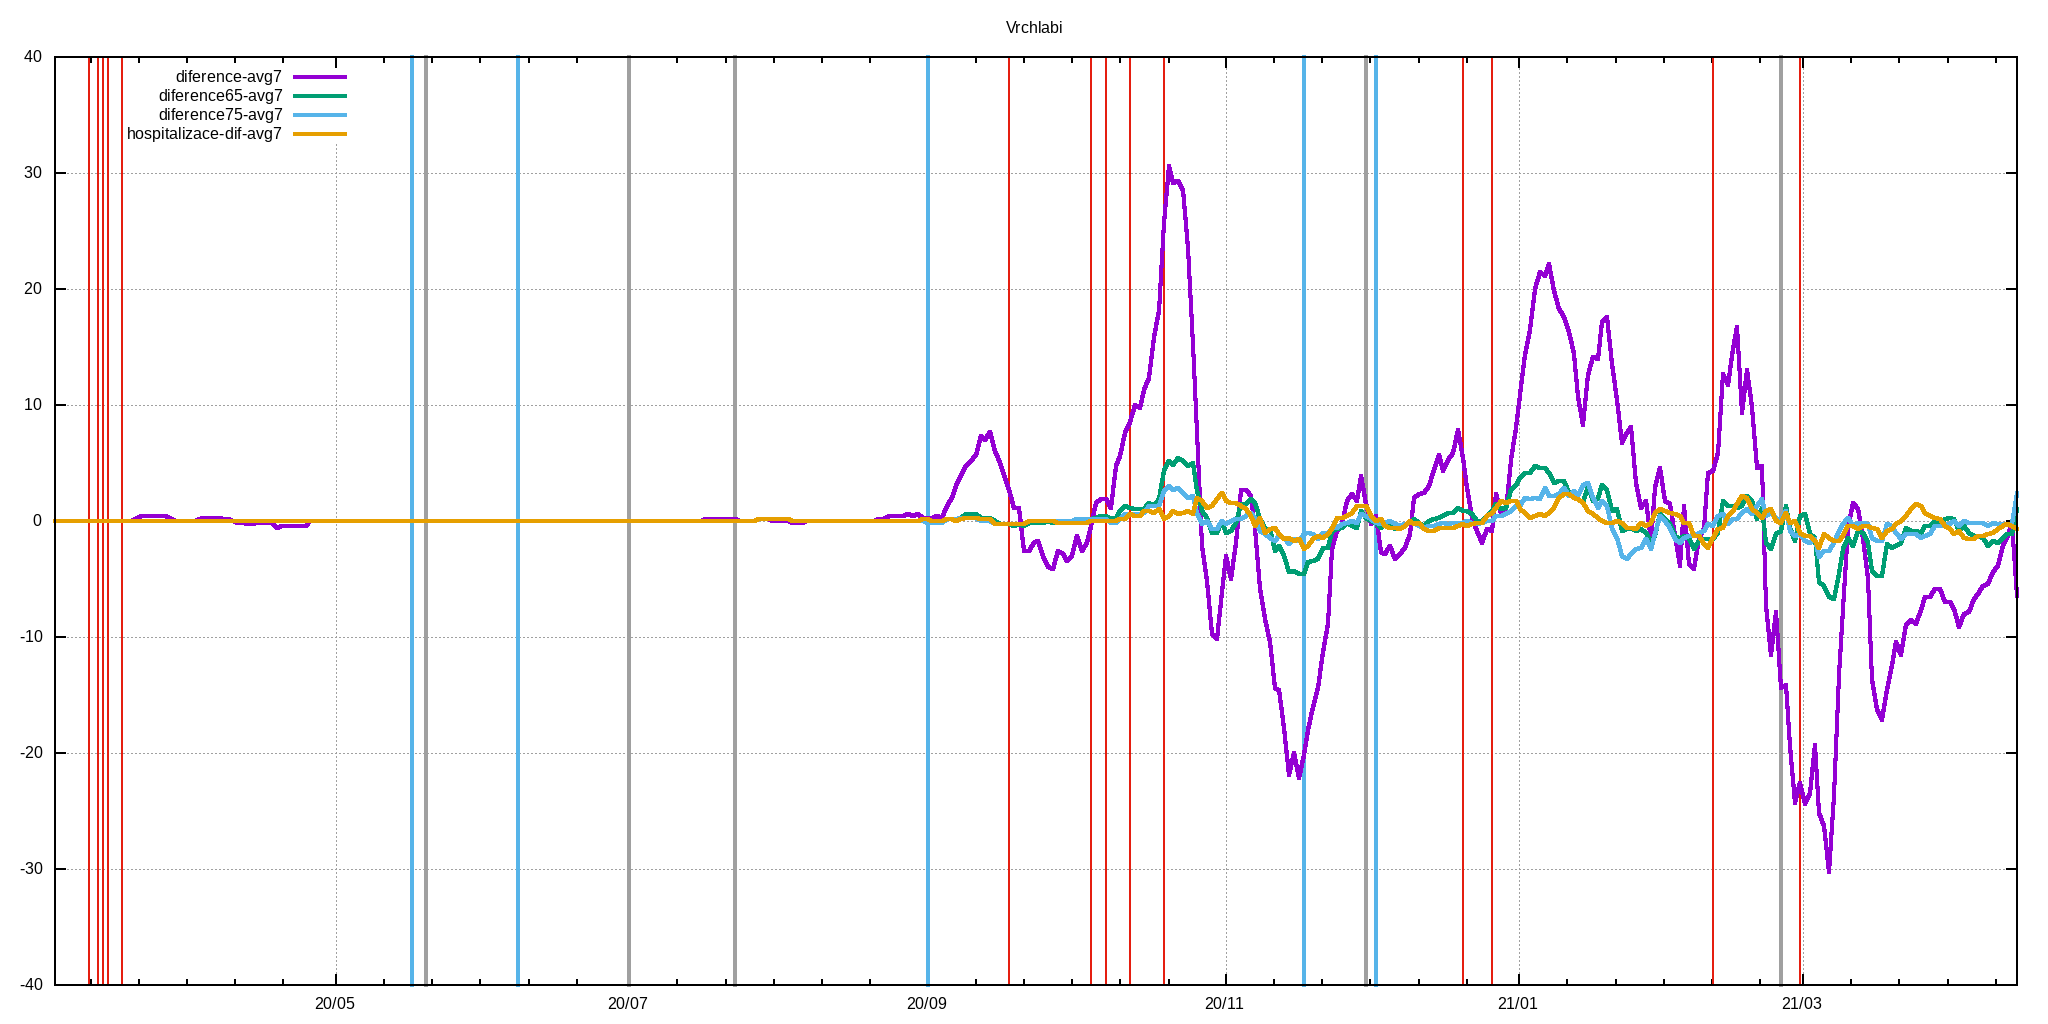 Vrchlabi
40
diference-avg7
diference65-avg7
diference75-avg7
hospitalizace-dif-avg7
30
20
10
0
-10
-20
-30
-40
20/05 20/07 20/09 20/11 21/01 21/03